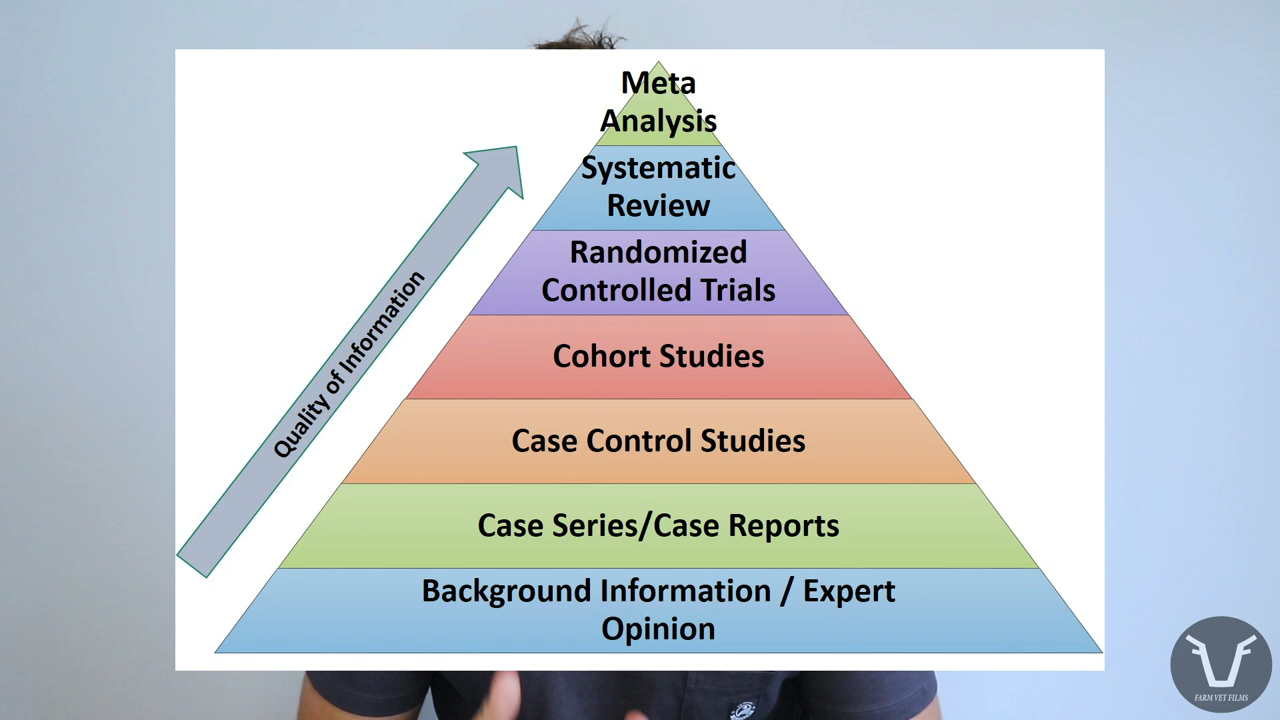 Meta
Analysis
Systematic
Review
Randomized
Controlled Trials
Cohort Studies
Case Control Studies
Case Series/Case Reports
Background Information / Expert
Opinion
Quality of Information
FARM VET FILMS